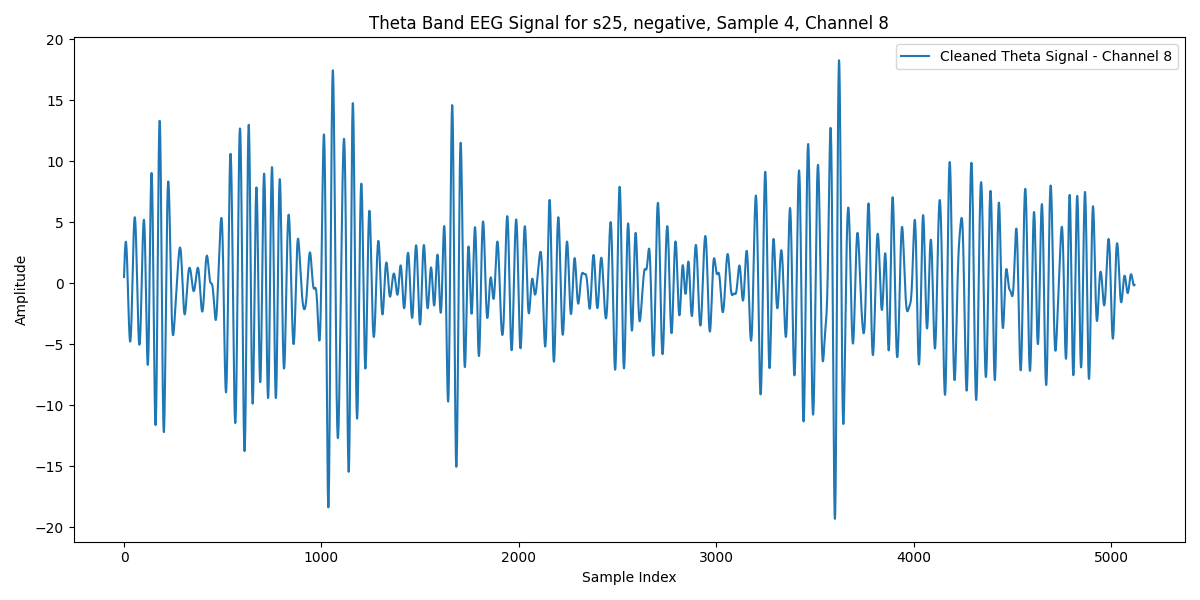 Theta Band EEG Signal for s25, negative, Sample 4, Channel 8
Cleaned Theta Signal - Channel 8
Amplitude
20
15
10
5
0
−5
−10
−15
−20
0 1000 2000 3000 4000 5000
Sample Index